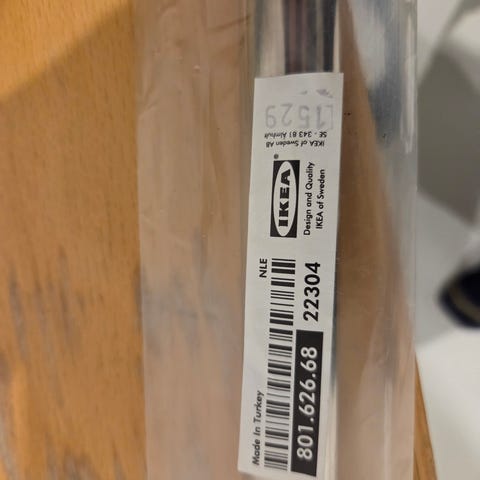 Made in Turkey
NLE
801.626.68
22304
IKEA®
Design and Quality
IKEA of Sweden
IKEA of Sweden AB
SE - 343 81 Älmhult
1529